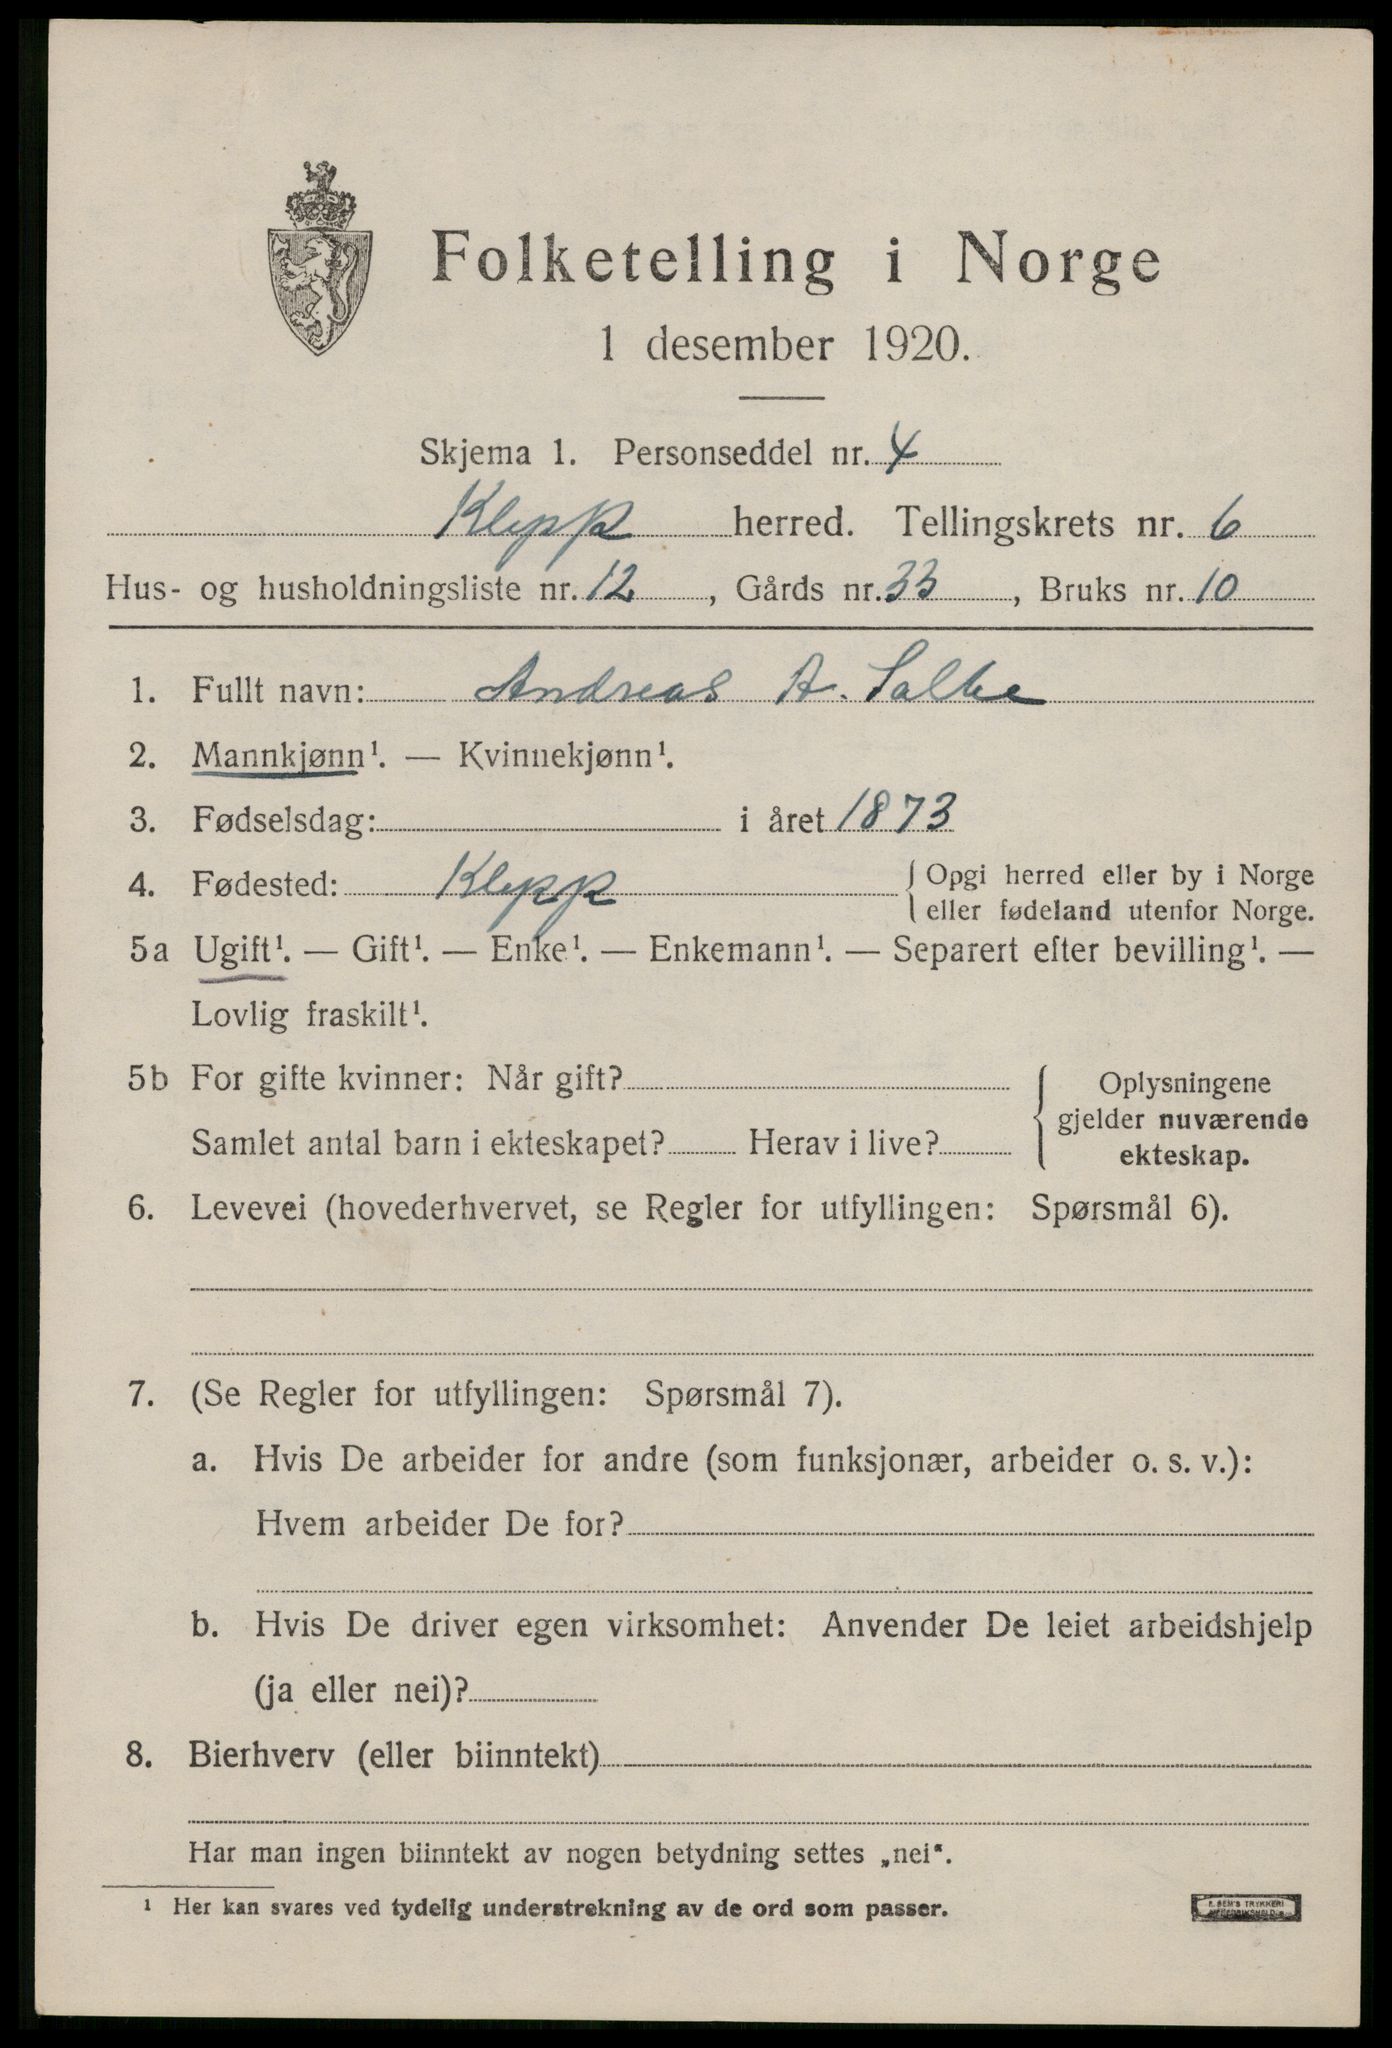 Folketelling i Norge
1 desember 1920.
Skjema 1. Personseddel nr. 4
Klepp herred. Tellingskrets nr. 6
Hus- og husholdningsliste nr. 12, Gårds nr. 33, Bruks nr. 10
1. Fullt navn: Andreas A. Salte
2. Mannkjønn¹. — Kvinnekjønn¹.
3. Fødselsdag: i året 1873
4. Fødested: Klepp { Opgi herred eller by i Norge
eller fødeland utenfor Norge.
5a Ugift¹. — Gift¹. — Enke¹. — Enkemann¹. — Separert efter bevilling¹. —
Lovlig fraskilt¹.
5b For gifte kvinner: Når gift?
Samlet antal barn i ekteskapet? Herav i live?
{ Oplysningene
gjelder nuværende
ekteskap.
6. Levevei (hovederhvervet, se Regler for utfyllingen: Spørsmål 6).
7. (Se Regler for utfyllingen: Spørsmål 7).
a. Hvis De arbeider for andre (som funksjonær, arbeider o. s. v.):
Hvem arbeider De for?
b. Hvis De driver egen virksomhet: Anvender De leiet arbeidshjelp
(ja eller nei)?
8. Bierhverv (eller biinntekt)
Har man ingen biinntekt av nogen betydning settes „nei“.
¹ Her kan svares ved tydelig understrekning av de ord som passer.
E. SEM'S TRYKKERI